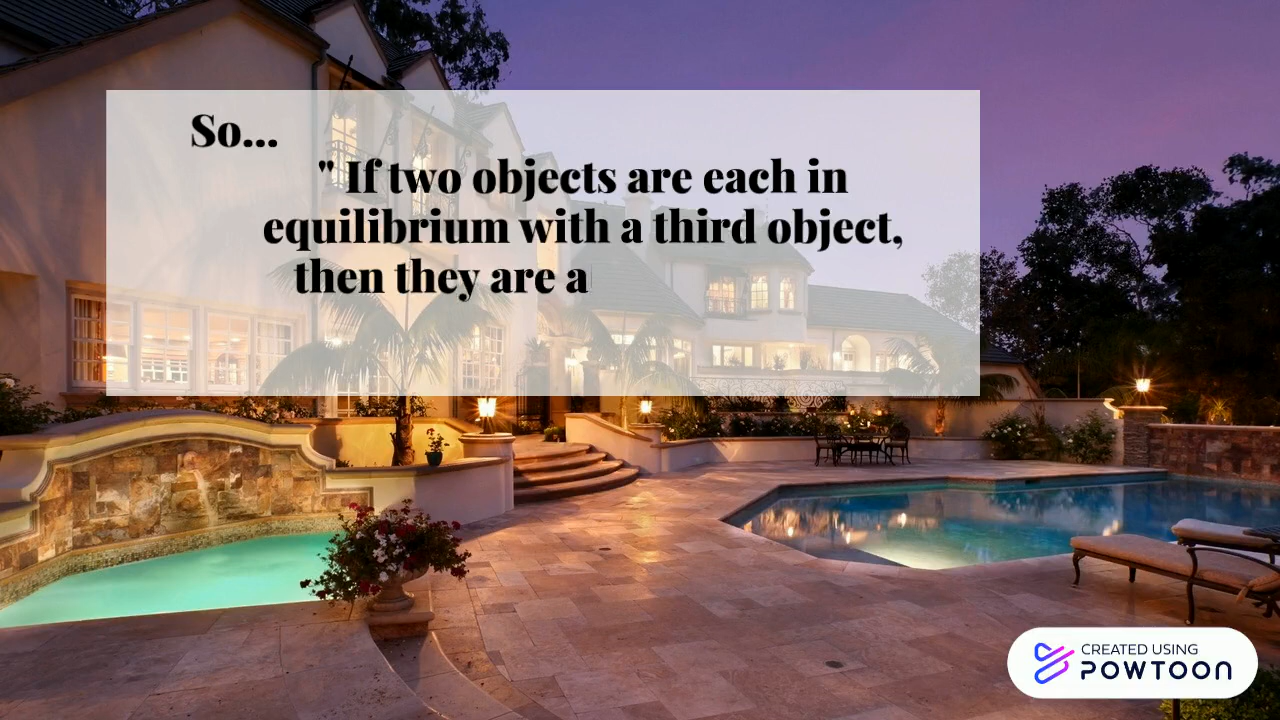 So...
" If two objects are each in
equilibrium with a third object,
then they are a
CREATED USING
POWTOON